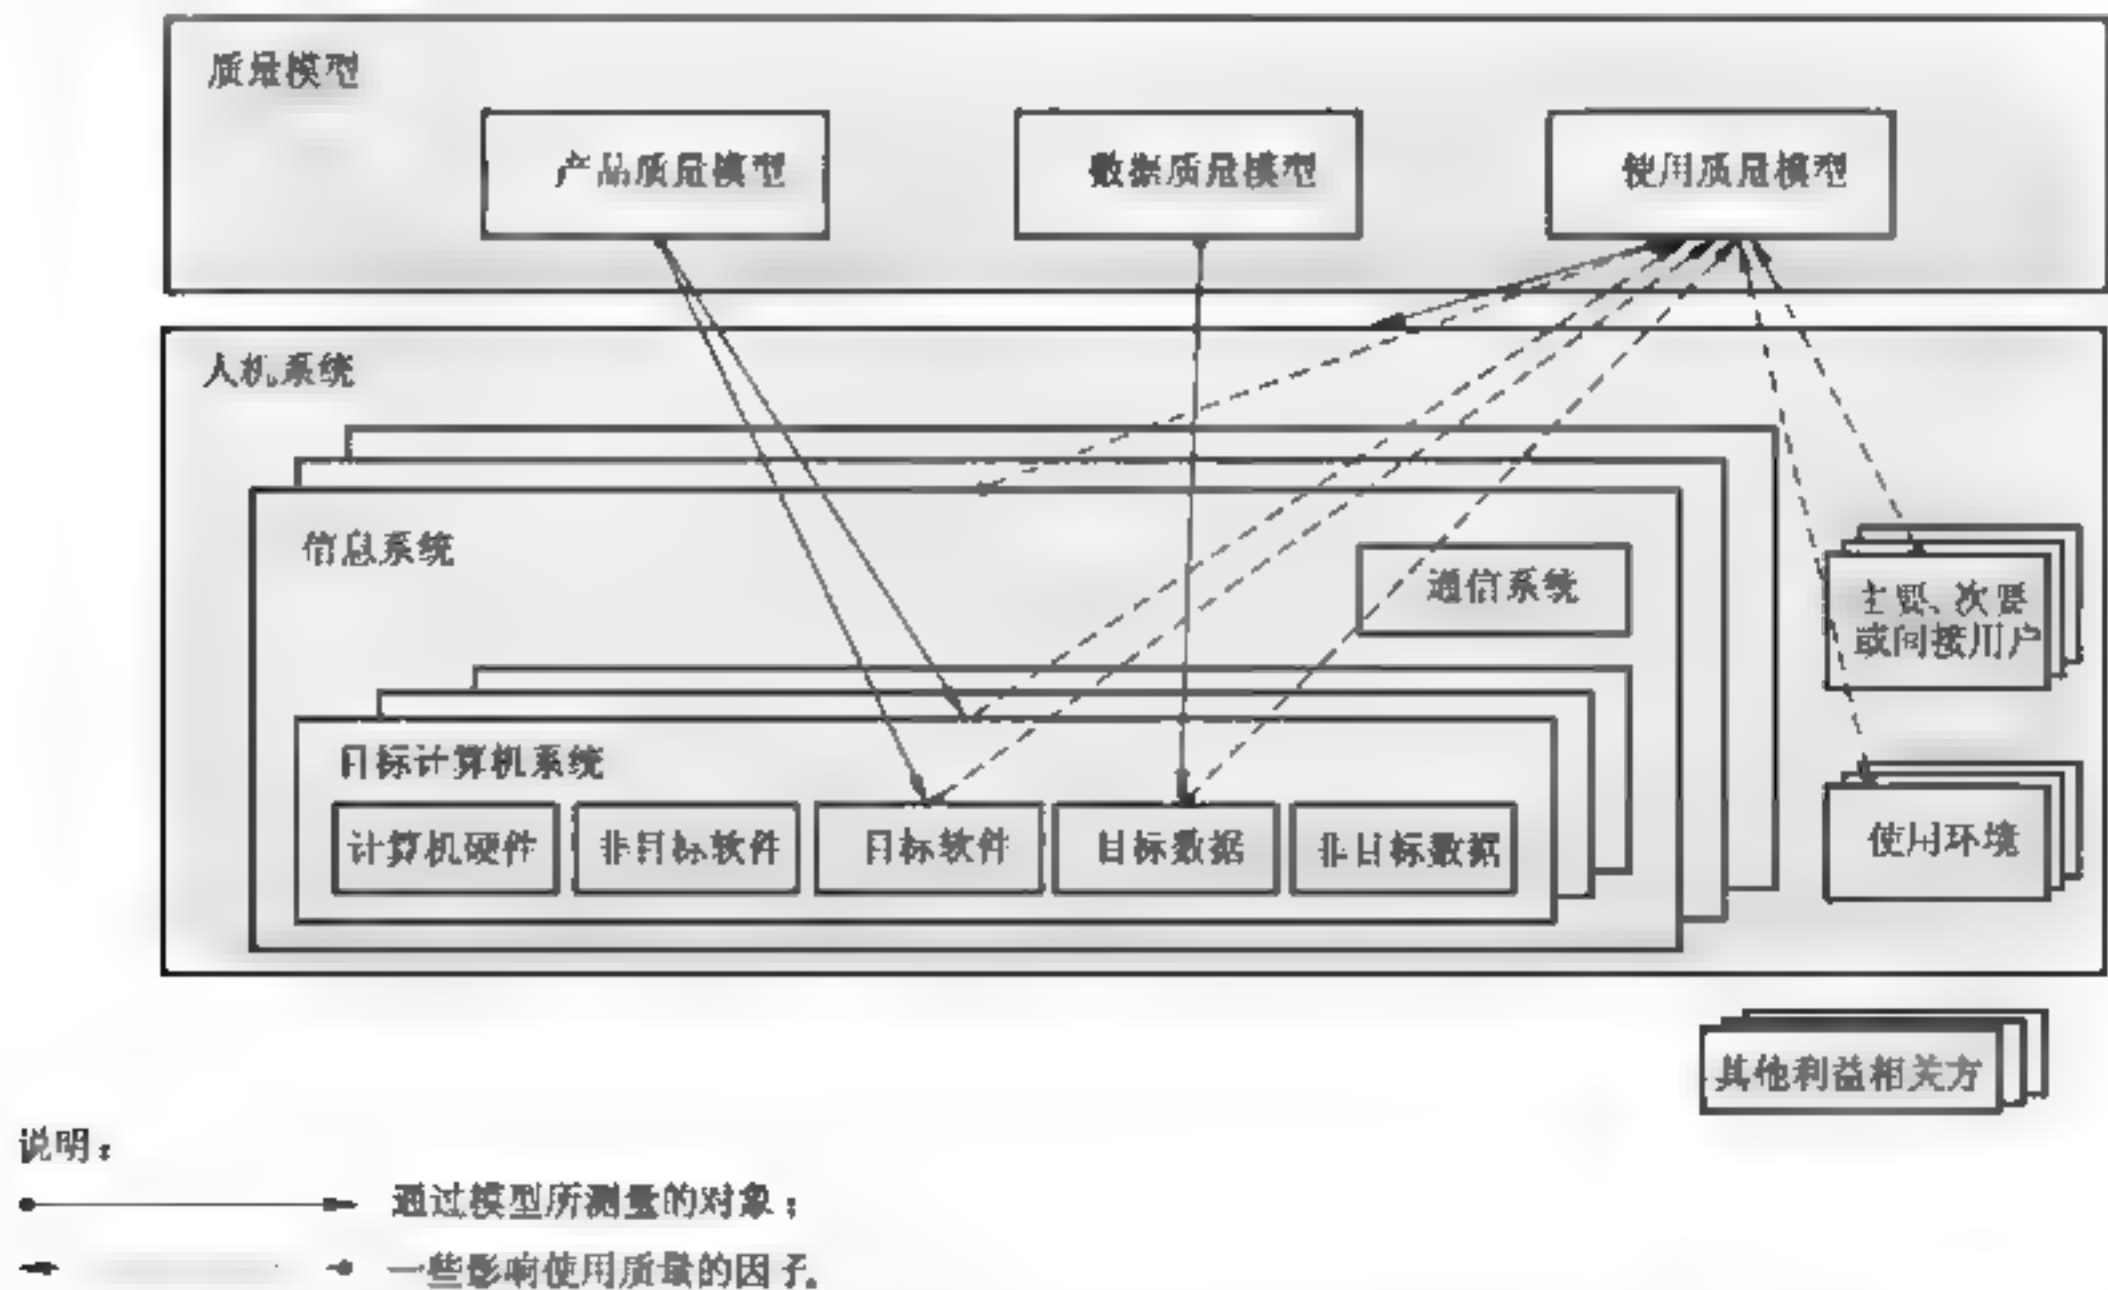 质量模型
产品质量模型
数据质量模型
使用质量模型
人机系统
信息系统
通信系统
主要、次要
或间接用户
目标计算机系统
计算机硬件
非目标软件
目标软件
目标数据
非目标数据
使用环境
其他利益相关方
说明：
通过模型所测量的对象；
一些影响使用质量的因子。